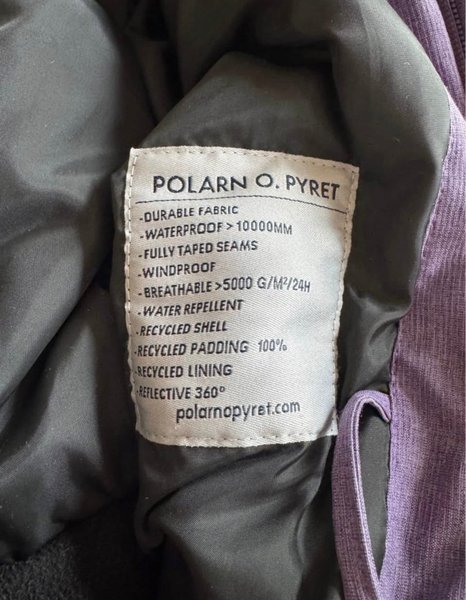 POLARN O. PYRET
-DURABLE FABRIC
-WATERPROOF > 10000MM
-FULLY TAPED SEAMS
-WINDPROOF
-BREATHABLE >5000 G/M²/24H
-WATER REPELLENT
-RECYCLED SHELL
-RECYCLED PADDING 100%
-RECYCLED LINING
-REFLECTIVE 360°
polarnopyret.com